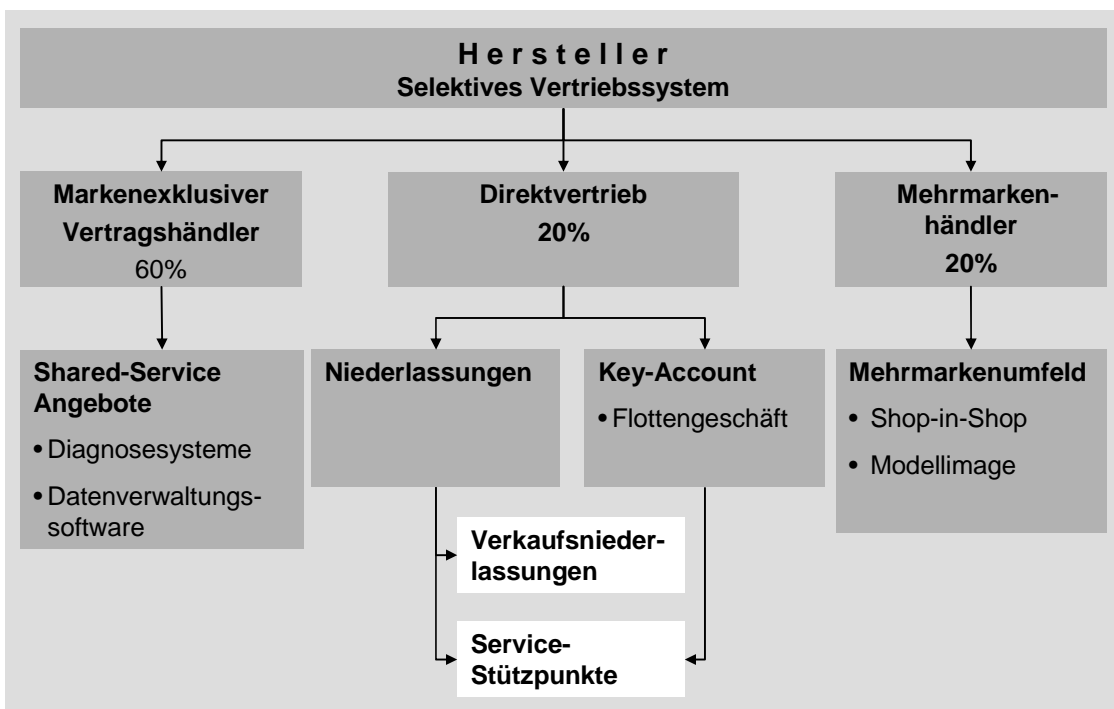 Hersteller
Selektives Vertriebssystem
Markenexklusiver
Vertragshändler
60%
Direktvertrieb
20%
Mehrmarken-
händler
20%
Shared-Service
Angebote
• Diagnosesysteme
• Datenverwaltungs-
software
Niederlassungen
Key-Account
• Flottengeschäft
Mehrmarkenumfeld
• Shop-in-Shop
• Modellimage
Verkaufsnieder-
lassungen
Service-
Stützpunkte